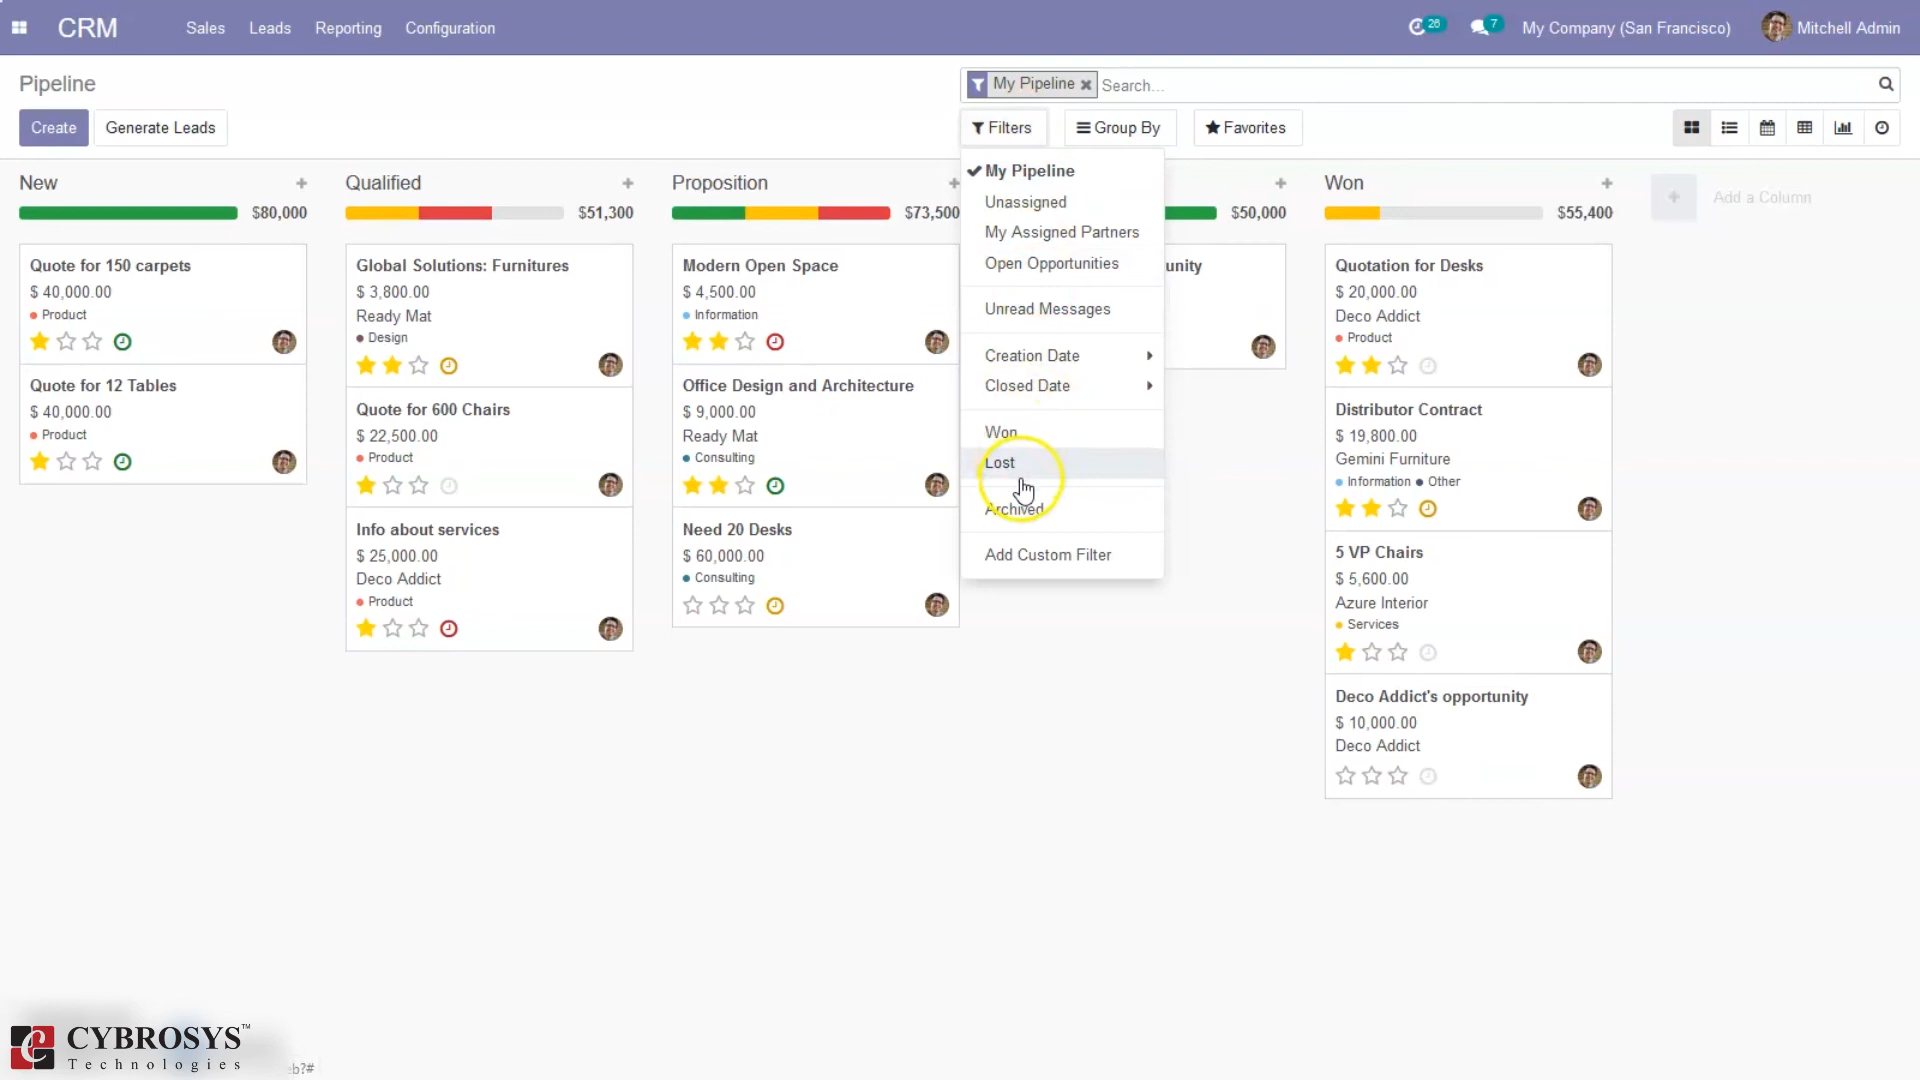 CRM
Sales
Leads
Reporting
Configuration
26
7
My Company (San Francisco)
Mitchell Admin
Pipeline
My Pipeline
Search...
Create
Generate Leads
Filters
Group By
Favorites
My Pipeline
Unassigned
My Assigned Partners
Open Opportunities
Unread Messages
Creation Date
Closed Date
Won
Lost
Archived
Add Custom Filter
New
$80,000
Quote for 150 carpets
$ 40,000.00
Product
Quote for 12 Tables
$ 40,000.00
Product
Qualified
$51,300
Global Solutions: Furnitures
$ 3,800.00
Ready Mat
Design
Quote for 600 Chairs
$ 22,500.00
Product
Info about services
$ 25,000.00
Deco Addict
Product
Proposition
$73,500
Modern Open Space
$ 4,500.00
Information
Office Design and Architecture
$ 9,000.00
Ready Mat
Consulting
Need 20 Desks
$ 60,000.00
Consulting
$50,000
unity
Won
$55,400
Quotation for Desks
$ 20,000.00
Deco Addict
Product
Distributor Contract
$ 19,800.00
Gemini Furniture
Information Other
5 VP Chairs
$ 5,600.00
Azure Interior
Services
Deco Addict's opportunity
$ 10,000.00
Deco Addict
Add a Column
CYBROSYS™
Technologies
eb?#